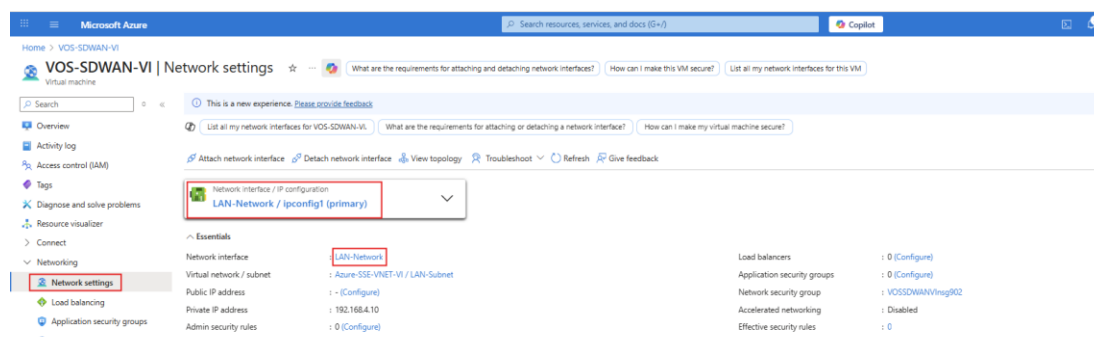 Microsoft Azure
Search resources, services, and docs (G+/)
Copilot
Home > VOS-SDWAN-VI
VOS-SDWAN-VI | Network settings
Virtual machine
What are the requirements for attaching and detaching network interfaces?
How can I make this VM secure?
List all my network interfaces for this VM
Search
This is a new experience. Please provide feedback
Overview
List all my network interfaces for VOS-SDWAN-VI.
What are the requirements for attaching or detaching a network interface?
How can I make my virtual machine secure?
Activity log
Access control (IAM)
Attach network interface
Detach network interface
View topology
Troubleshoot
Refresh
Give feedback
Tags
Diagnose and solve problems
Network interface / IP configuration
LAN-Network / ipconfig1 (primary)
Resource visualizer
Connect
Essentials
Networking
Network interface : LAN-Network
Load balancers : 0 (Configure)
Network settings
Virtual network / subnet : Azure-SSE-VNET-VI / LAN-Subnet
Application security groups : 0 (Configure)
Load balancing
Public IP address : - (Configure)
Network security group : VOSSDWANVInsg902
Application security groups
Private IP address : 192.168.4.10
Accelerated networking : Disabled
Admin security rules : 0 (Configure)
Effective security rules : 0